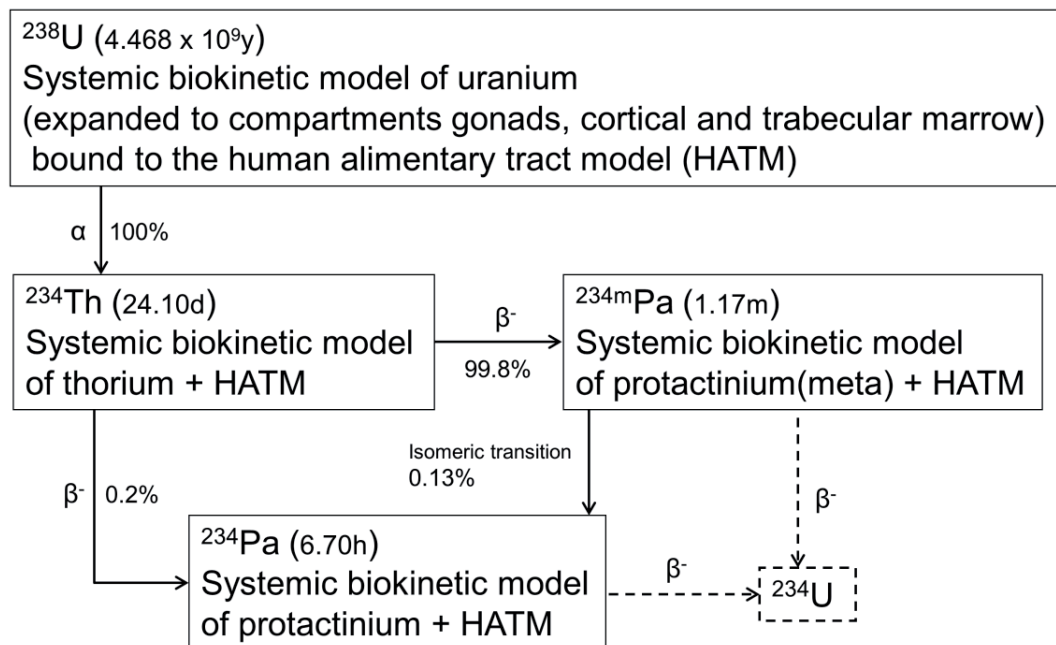 ²³⁸U (4.468 x 10⁹y)
Systemic biokinetic model of uranium
(expanded to compartments gonads, cortical and trabecular marrow)
bound to the human alimentary tract model (HATM)
α 100%
²³⁴Th (24.10d)
Systemic biokinetic model
of thorium + HATM
β⁻
99.8%
²³⁴ᵐPa (1.17m)
Systemic biokinetic model
of protactinium(meta) + HATM
β⁻ 0.2%
Isomeric transition
0.13%
β⁻
²³⁴Pa (6.70h)
Systemic biokinetic model
of protactinium + HATM
β⁻
²³⁴U